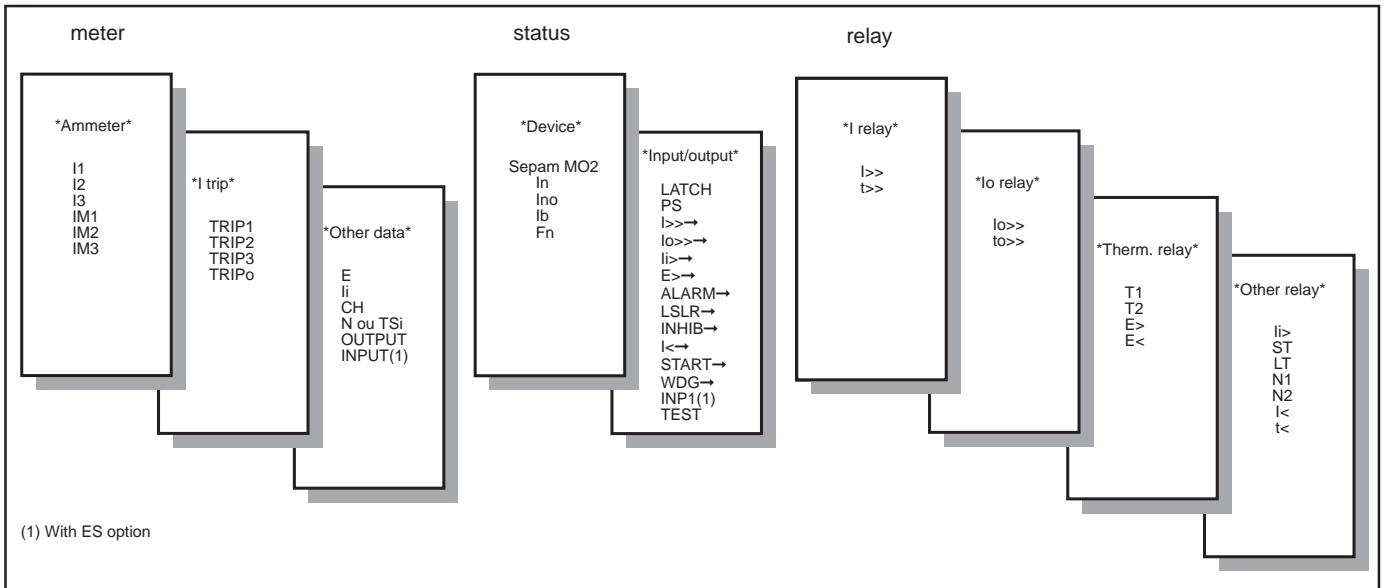 meter
*Ammeter*
I1
I2
I3
IM1
IM2
IM3
*I trip*
TRIP1
TRIP2
TRIP3
TRIPo
*Other data*
E
Ii
CH
N ou TSi
OUTPUT
INPUT(1)
status
*Device*
Sepam MO2
In
Ino
Ib
Fn
*Input/output*
LATCH
PS
I>>→
Io>>→
Ii>→
E>→
ALARM→
LSLR→
INHIB→
I<→
START→
WDG→
INP1(1)
TEST
relay
*I relay*
I>>
t>>
*Io relay*
Io>>
to>>
*Therm. relay*
T1
T2
E>
E<
*Other relay*
Ii>
ST
LT
N1
N2
I<
t<
(1) With ES option